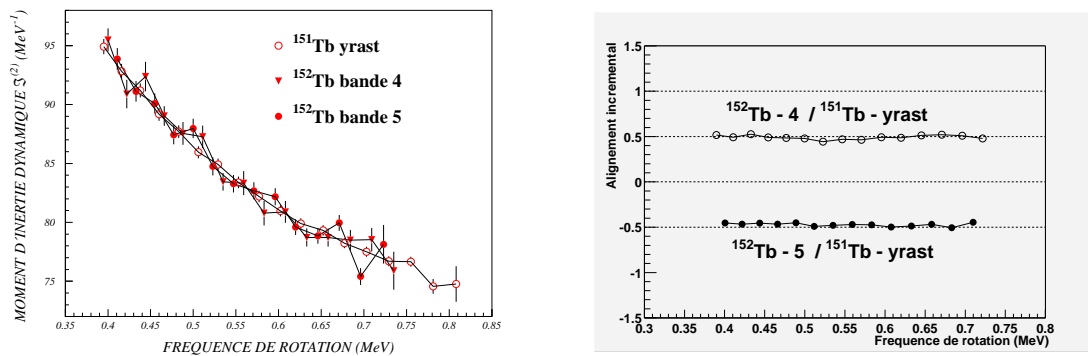 MOMENT D'INERTIE DYNAMIQUE ℑ⁽²⁾ (MeV⁻¹)
95
90
85
80
75
¹⁵¹Tb yrast
¹⁵²Tb bande 4
¹⁵²Tb bande 5
0.35 0.4 0.45 0.5 0.55 0.6 0.65 0.7 0.75 0.8 0.85
FREQUENCE DE ROTATION (MeV)
Alignement incremental
1.5
1
0.5
0
-0.5
-1
-1.5
¹⁵²Tb - 4 / ¹⁵¹Tb - yrast
¹⁵²Tb - 5 / ¹⁵¹Tb - yrast
0.3 0.35 0.4 0.45 0.5 0.55 0.6 0.65 0.7 0.75 0.8
Frequence de rotation (MeV)